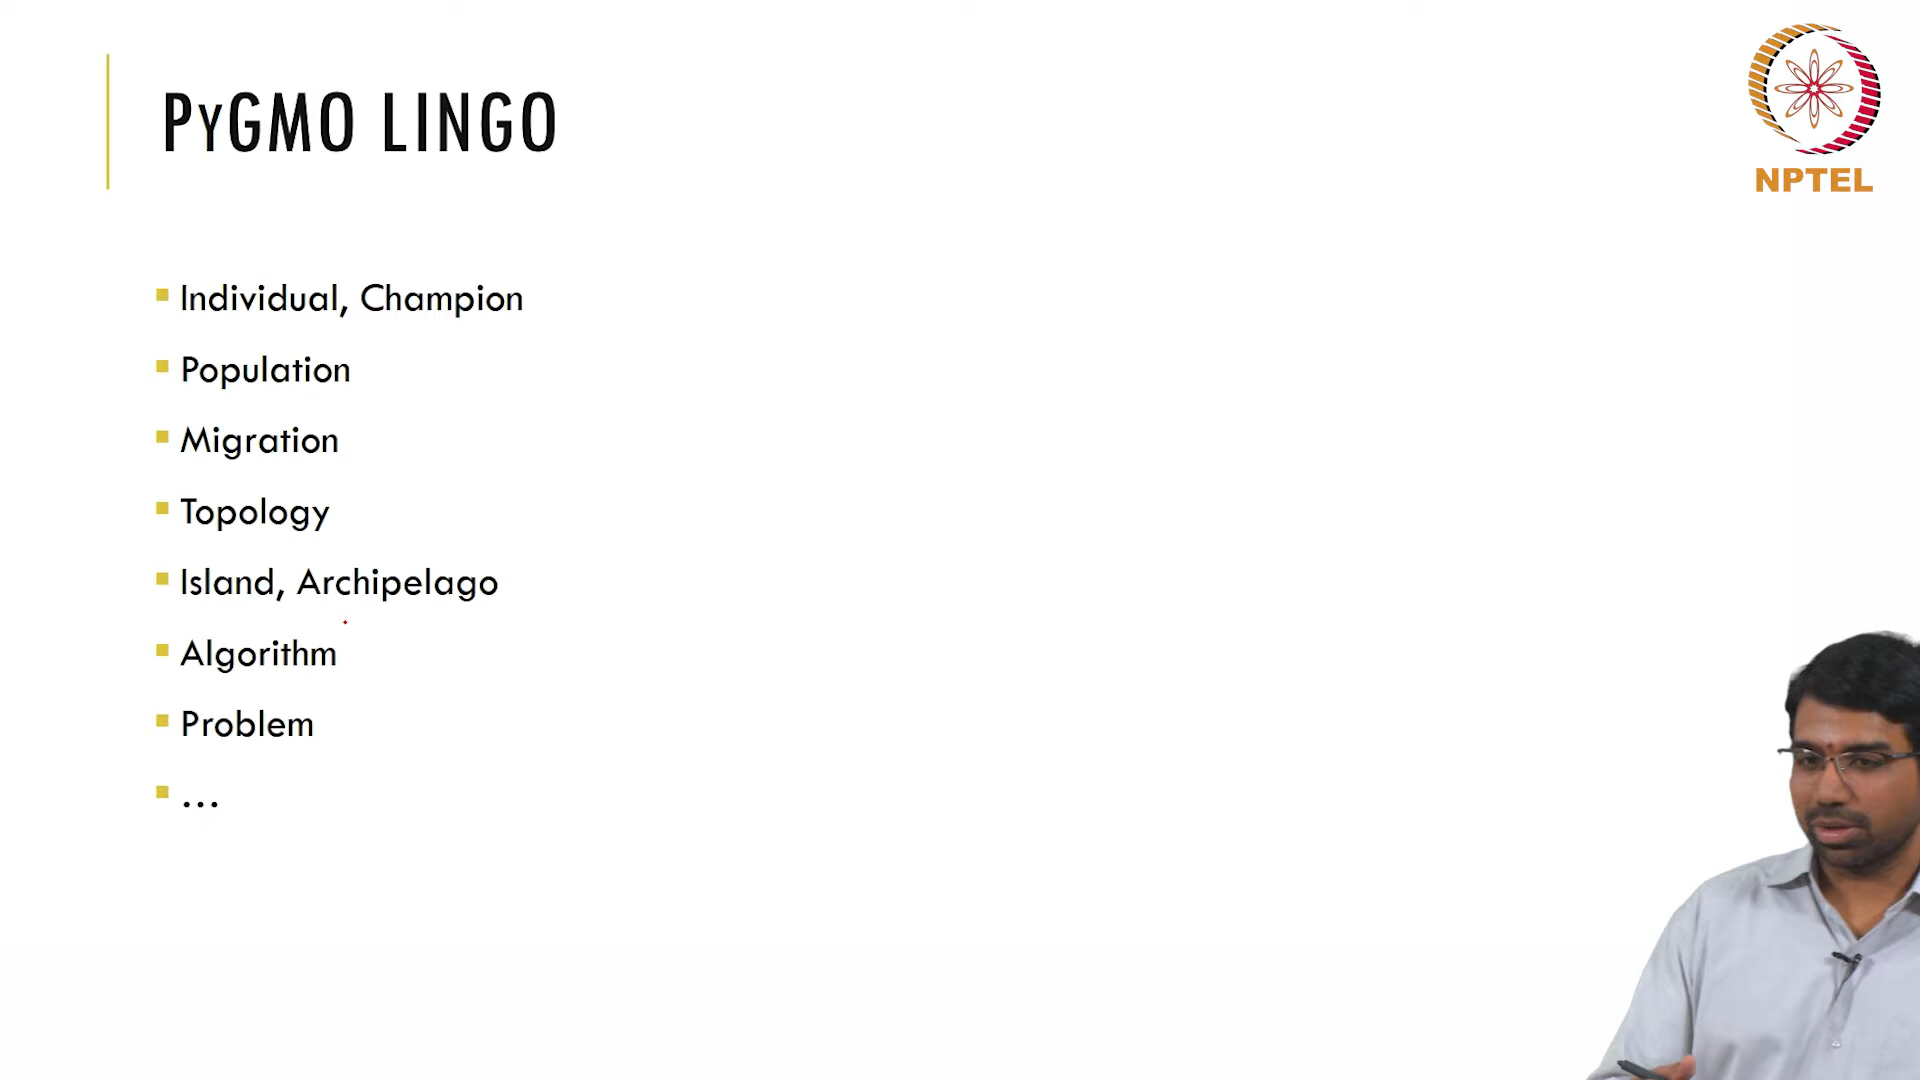 PyGMO LINGO
NPTEL
Individual, Champion
Population
Migration
Topology
Island, Archipelago
Algorithm
Problem
...